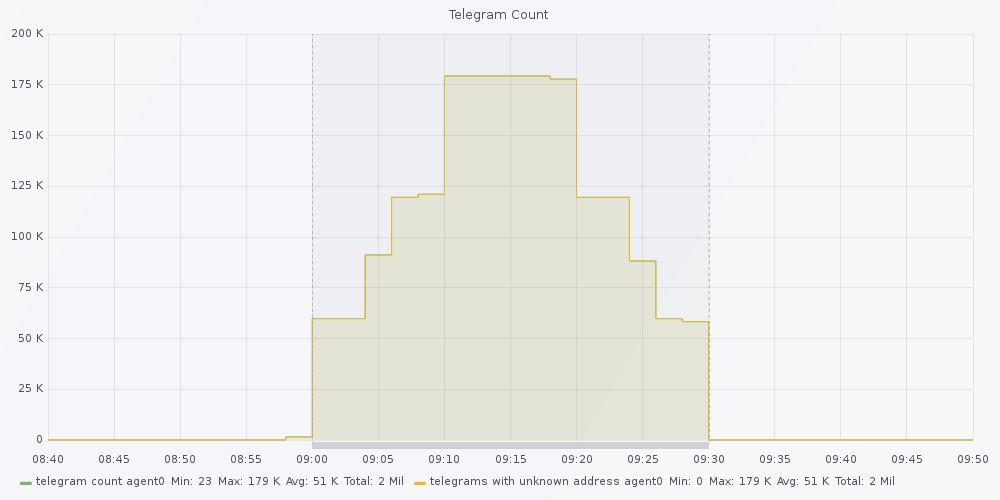 Telegram Count
200 K
175 K
150 K
125 K
100 K
75 K
50 K
25 K
0
08:40 08:45 08:50 08:55 09:00 09:05 09:10 09:15 09:20 09:25 09:30 09:35 09:40 09:45 09:50
telegram count agent0 Min: 23 Max: 179 K Avg: 51 K Total: 2 Mil telegrams with unknown address agent0 Min: 0 Max: 179 K Avg: 51 K Total: 2 Mil